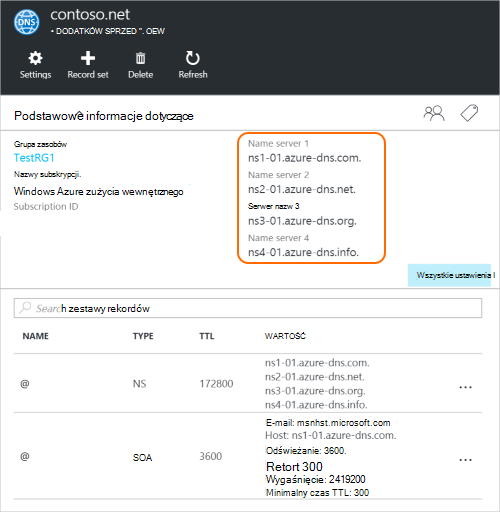 DNS
contoso.net
• DODATKÓW SPRZED ". OEW
Settings
Record set
Delete
Refresh
Podstawowe informacje dotyczące
Grupa zasobów
TestRG1
Nazwy subskrypcji.
Windows Azure zużycia wewnętrznego
Subscription ID
Name server 1
ns1-01.azure-dns.com.
Name server 2
ns2-01.azure-dns.net.
Serwer nazw 3
ns3-01.azure-dns.org.
Name server 4
ns4-01.azure-dns.info.
Wszystkie ustawienia I
Search zestawy rekordów
NAME TYPE TTL WARTOŚĆ
@ NS 172800
ns1-01.azure-dns.com.
ns2-01.azure-dns.net.
ns3-01.azure-dns.org.
ns4-01.azure-dns.info.
...
@ SOA 3600
E-mail: msnhst.microsoft.com
Host: ns1-01.azure-dns.com.
Odświeżanie: 3600.
Retort 300
Wygaśnięcie: 2419200
Minimalny czas TTL: 300
...